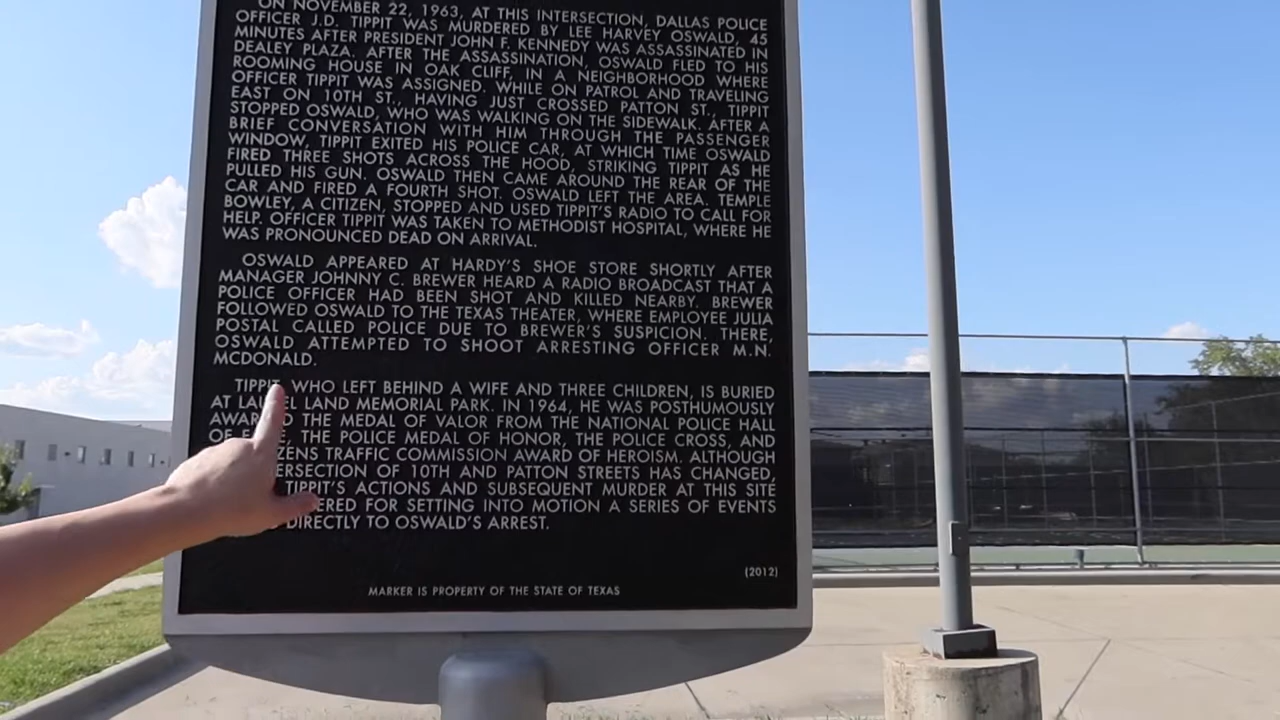 ON NOVEMBER 22, 1963, AT THIS INTERSECTION, DALLAS POLICE
OFFICER J.D. TIPPIT WAS MURDERED BY LEE HARVEY OSWALD, 45
MINUTES AFTER PRESIDENT JOHN F. KENNEDY WAS ASSASSINATED IN
DEALEY PLAZA. AFTER THE ASSASSINATION, OSWALD FLED TO HIS
ROOMING HOUSE IN OAK CLIFF, IN A NEIGHBORHOOD WHERE
OFFICER TIPPIT WAS ASSIGNED. WHILE ON PATROL AND TRAVELING
EAST ON 10TH ST., HAVING JUST CROSSED PATTON ST., TIPPIT
STOPPED OSWALD, WHO WAS WALKING ON THE SIDEWALK. AFTER A
BRIEF CONVERSATION WITH HIM THROUGH THE PASSENGER
WINDOW, TIPPIT EXITED HIS POLICE CAR, AT WHICH TIME OSWALD
FIRED THREE SHOTS ACROSS THE HOOD, STRIKING TIPPIT AS HE
PULLED HIS GUN. OSWALD THEN CAME AROUND THE REAR OF THE
CAR AND FIRED A FOURTH SHOT. OSWALD LEFT THE AREA. TEMPLE
BOWLEY, A CITIZEN, STOPPED AND USED TIPPIT'S RADIO TO CALL FOR
HELP. OFFICER TIPPIT WAS TAKEN TO METHODIST HOSPITAL, WHERE HE
WAS PRONOUNCED DEAD ON ARRIVAL.
OSWALD APPEARED AT HARDY'S SHOE STORE SHORTLY AFTER
MANAGER JOHNNY C. BREWER HEARD A RADIO BROADCAST THAT A
POLICE OFFICER HAD BEEN SHOT AND KILLED NEARBY. BREWER
FOLLOWED OSWALD TO THE TEXAS THEATER, WHERE EMPLOYEE JULIA
POSTAL CALLED POLICE DUE TO BREWER'S SUSPICION. THERE,
OSWALD ATTEMPTED TO SHOOT ARRESTING OFFICER M.N.
MCDONALD.
TIPPIT, WHO LEFT BEHIND A WIFE AND THREE CHILDREN, IS BURIED
AT LAUREL LAND MEMORIAL PARK. IN 1964, HE WAS POSTHUMOUSLY
AWARDED THE MEDAL OF VALOR FROM THE NATIONAL POLICE HALL
OF FAME, THE POLICE MEDAL OF HONOR, THE POLICE CROSS, AND
TRAFFIC COMMISSION AWARD OF HEROISM. ALTHOUGH
OF 10TH AND PATTON STREETS HAS CHANGED,
TIPPIT'S ACTIONS AND SUBSEQUENT MURDER AT THIS SITE
FOR SETTING INTO MOTION A SERIES OF EVENTS
DIRECTLY TO OSWALD'S ARREST.
(2012)
MARKER IS PROPERTY OF THE STATE OF TEXAS